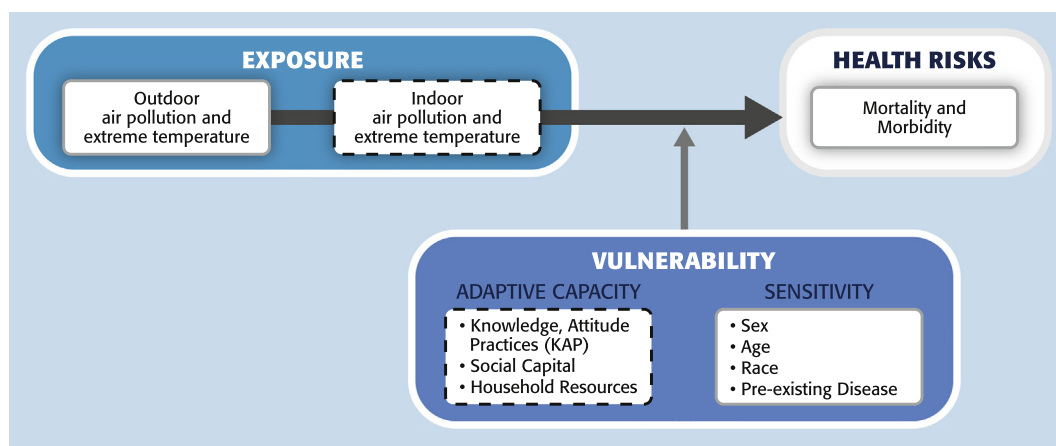 EXPOSURE
Outdoor
air pollution and
extreme temperature
Indoor
air pollution and
extreme temperature
HEALTH RISKS
Mortality and
Morbidity
VULNERABILITY
ADAPTIVE CAPACITY
• Knowledge, Attitude
Practices (KAP)
• Social Capital
• Household Resources
SENSITIVITY
• Sex
• Age
• Race
• Pre-existing Disease